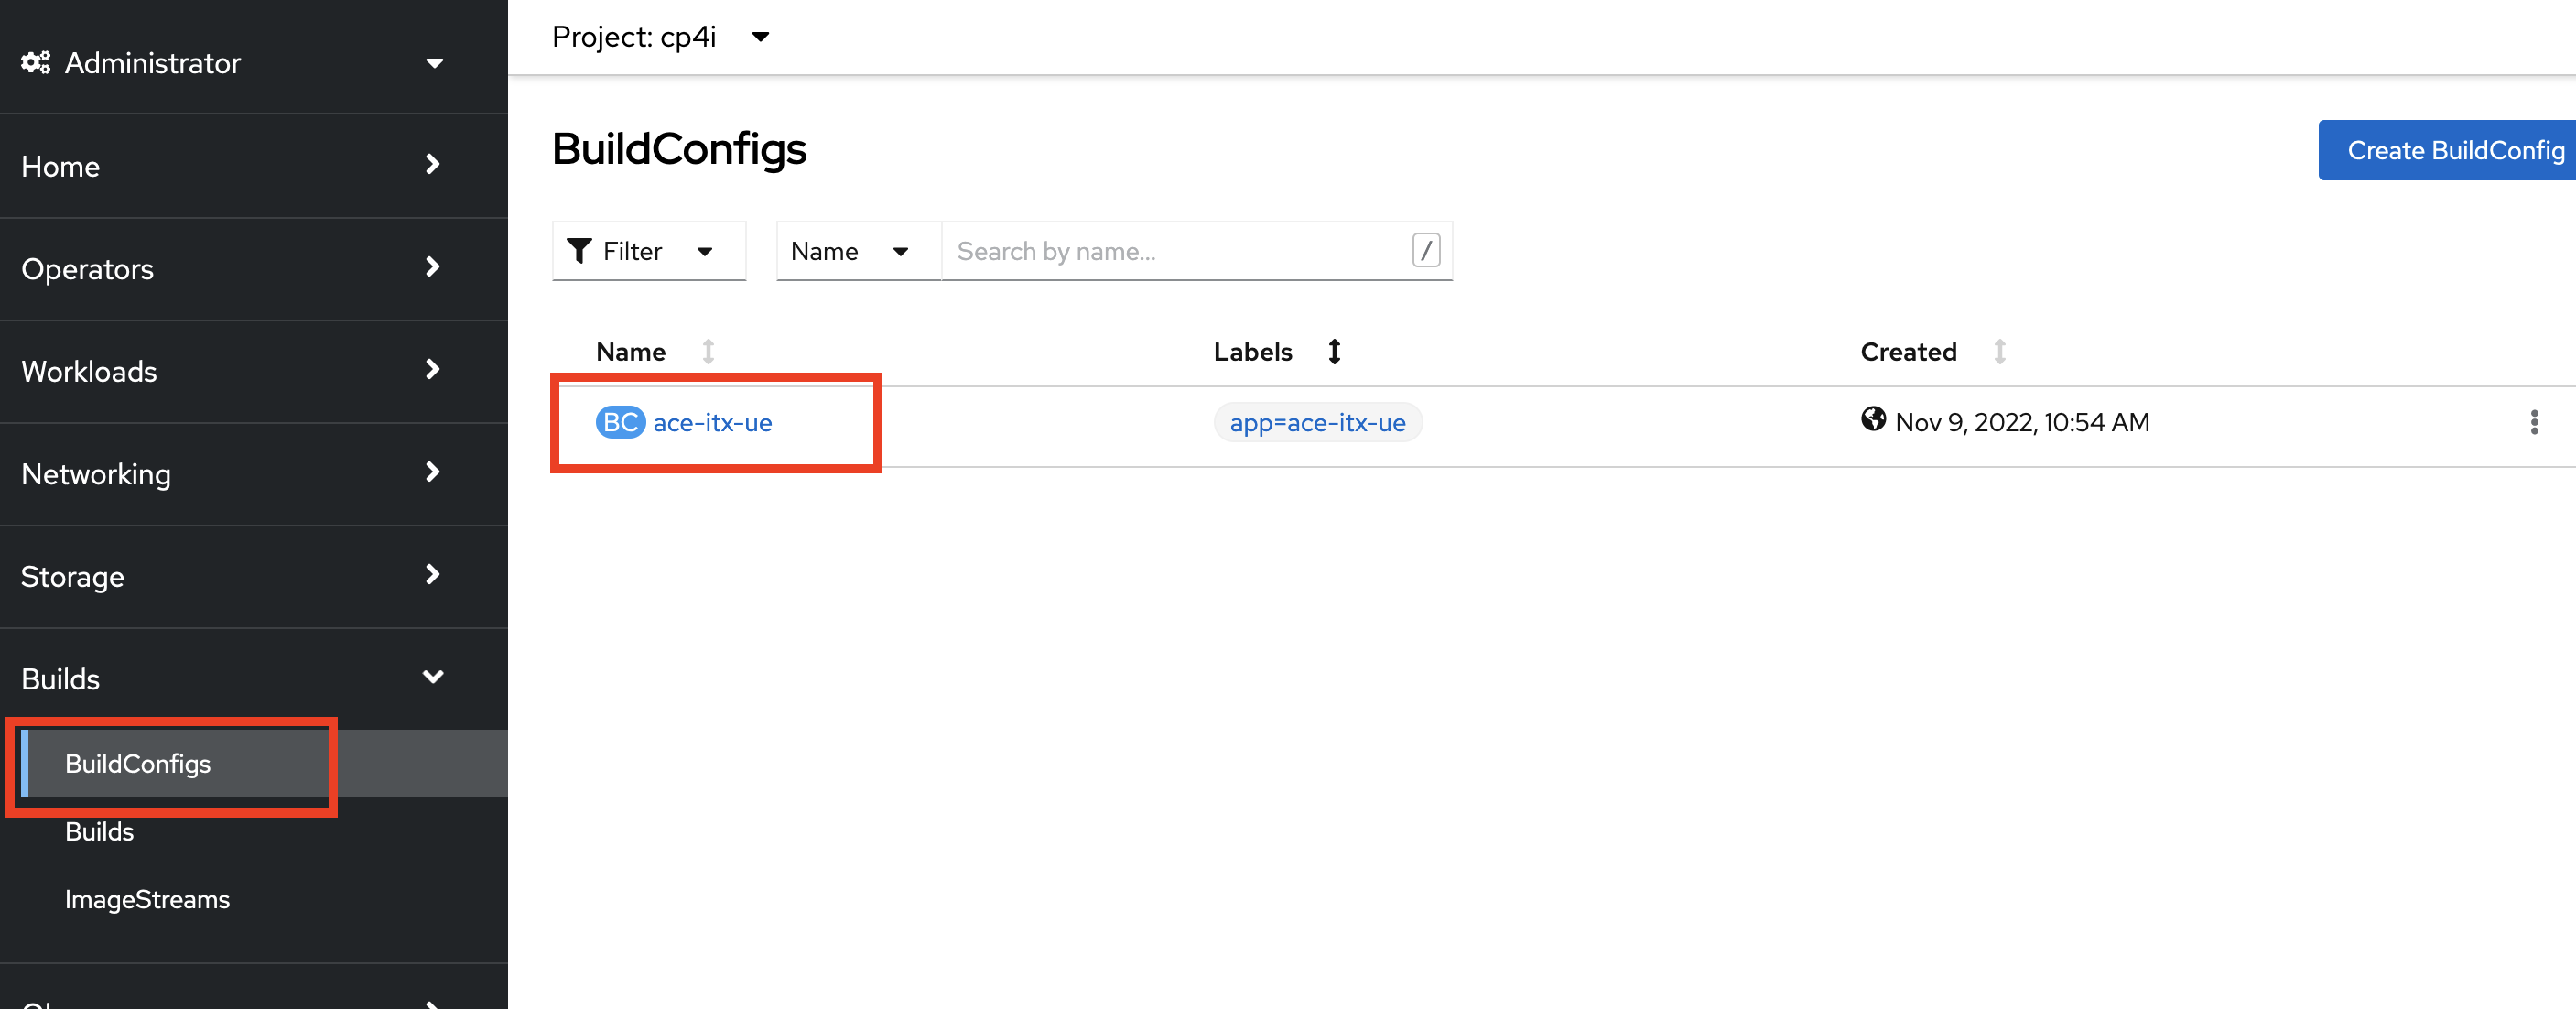 Administrator
Home
Operators
Workloads
Networking
Storage
Builds
BuildConfigs
Builds
ImageStreams
Project: cp4i
BuildConfigs
Create BuildConfig
Filter
Name
Search by name...
/
Name
Labels
Created
BC ace-itx-ue
app=ace-itx-ue
Nov 9, 2022, 10:54 AM